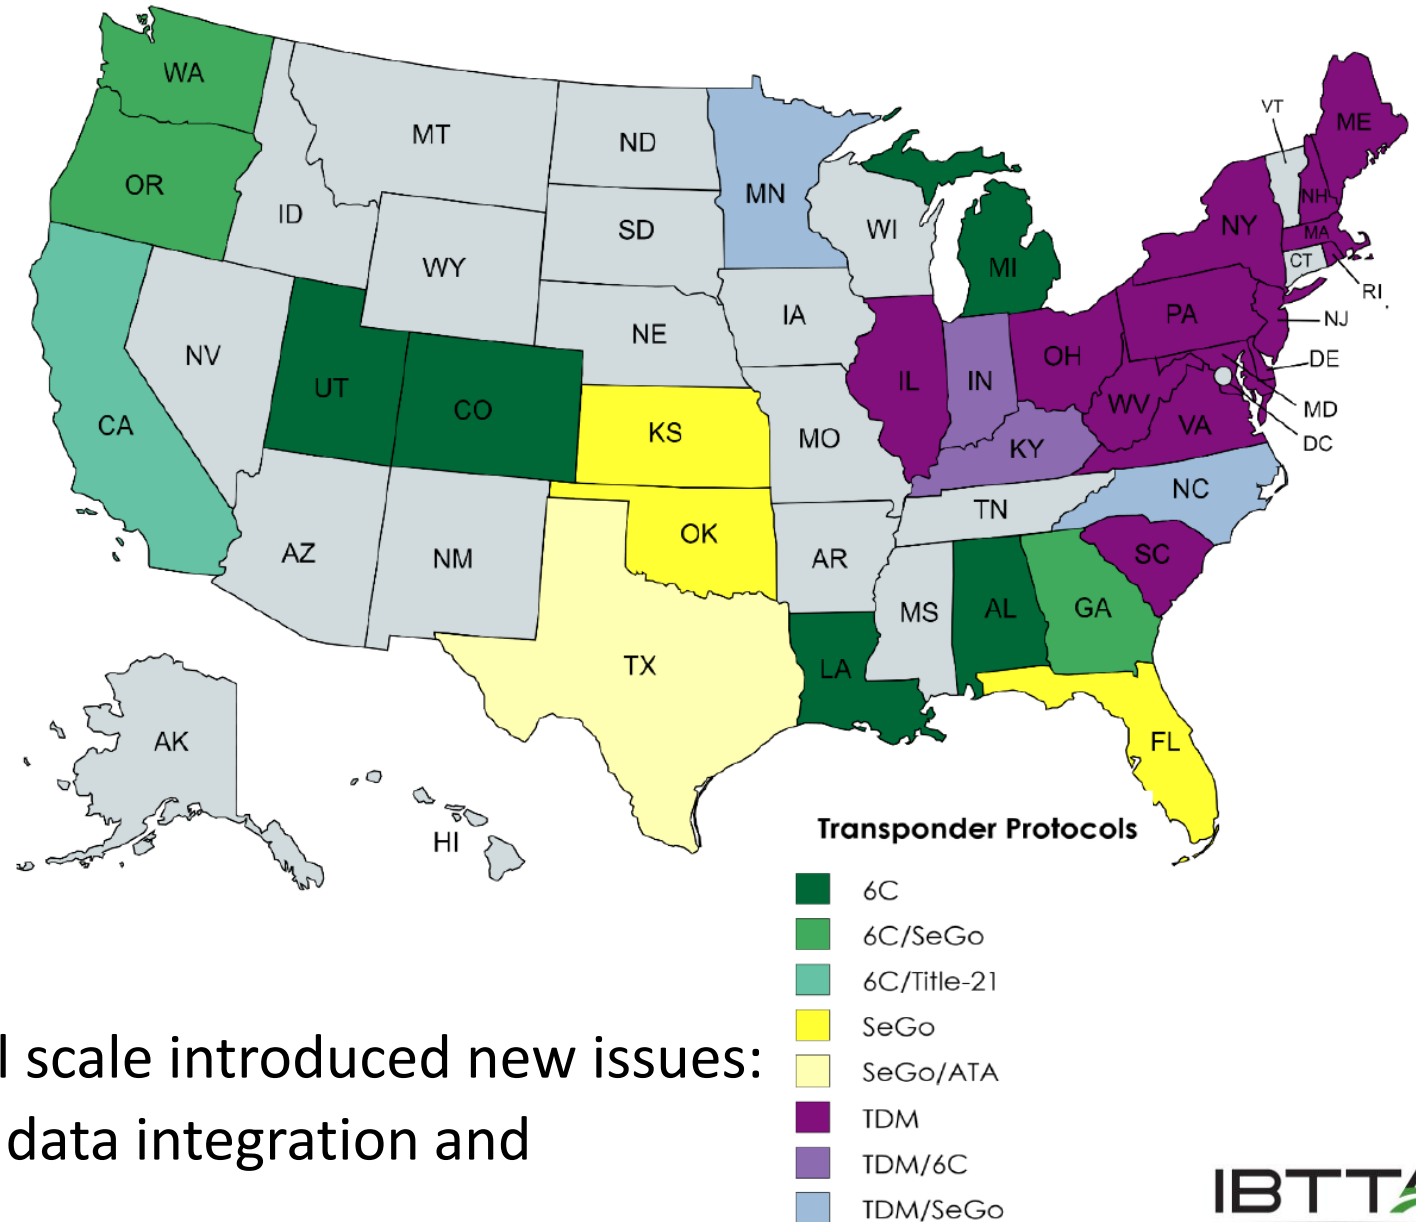 WA
MT
ND
MN
VT
ME
OR
ID
SD
WI
NH
NY
MA
WY
MI
CT
RI
IA
NE
PA
NJ
NV
OH
DE
UT
IL
IN
CO
WV
MD
CA
KS
MO
VA
DC
KY
NC
TN
OK
AZ
NM
AR
SC
MS
AL
GA
TX
LA
AK
FL
HI
Transponder Protocols
6C
6C/SeGo
6C/Title-21
SeGo
l scale introduced new issues:
SeGo/ATA
TDM
data integration and
TDM/6C
TDM/SeGo
IBTTA